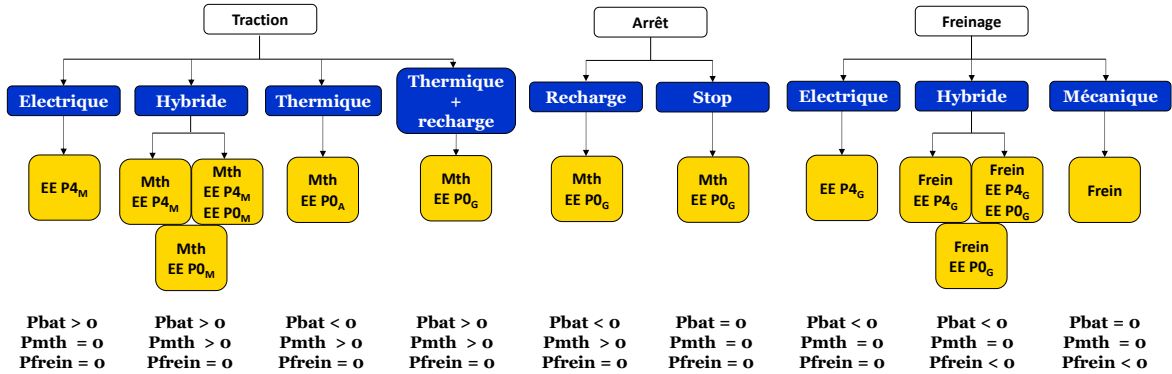 Traction
Arrêt
Freinage
Electrique
Hybride
Thermique
Thermique
+
recharge
Recharge
Stop
Electrique
Hybride
Mécanique
EE P4M
Mth
EE P4M
Mth
EE P4M
EE P0M
Mth
EE P0M
Mth
EE P0A
Mth
EE P0G
Mth
EE P0G
Mth
EE P0G
EE P4G
Frein
EE P4G
Frein
EE P4G
EE P0G
Frein
EE P0G
Frein
Pbat > 0
Pmth = 0
Pfrein = 0
Pbat > 0
Pmth > 0
Pfrein = 0
Pbat < 0
Pmth > 0
Pfrein = 0
Pbat > 0
Pmth > 0
Pfrein = 0
Pbat < 0
Pmth > 0
Pfrein = 0
Pbat = 0
Pmth = 0
Pfrein = 0
Pbat < 0
Pmth = 0
Pfrein = 0
Pbat < 0
Pmth = 0
Pfrein < 0
Pbat = 0
Pmth = 0
Pfrein < 0